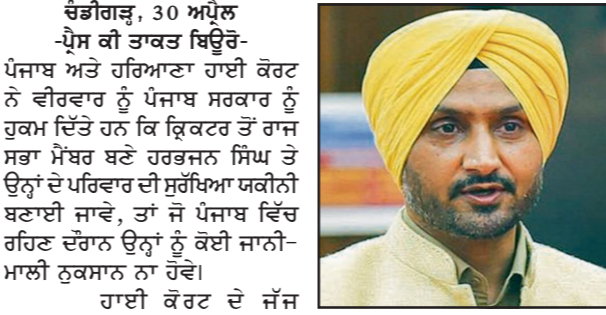 ਚੰਡੀਗੜ੍ਹ, 30 ਅਪ੍ਰੈਲ
-ਪ੍ਰੈਸ ਕੀ ਤਾਕਤ ਬਿਊਰੋ-
ਪੰਜਾਬ ਅਤੇ ਹਰਿਆਣਾ ਹਾਈ ਕੋਰਟ
ਨੇ ਵੀਰਵਾਰ ਨੂੰ ਪੰਜਾਬ ਸਰਕਾਰ ਨੂੰ
ਹੁਕਮ ਦਿੱਤੇ ਹਨ ਕਿ ਕ੍ਰਿਕਟਰ ਤੋਂ ਰਾਜ
ਸਭਾ ਮੈਂਬਰ ਬਣੇ ਹਰਭਜਨ ਸਿੰਘ ਤੇ
ਉਨ੍ਹਾਂ ਦੇ ਪਰਿਵਾਰ ਦੀ ਸੁਰੱਖਿਆ ਯਕੀਨੀ
ਬਣਾਈ ਜਾਵੇ, ਤਾਂ ਜੋ ਪੰਜਾਬ ਵਿੱਚ
ਰਹਿਣ ਦੌਰਾਨ ਉਨ੍ਹਾਂ ਨੂੰ ਕੋਈ ਜਾਨੀ-
ਮਾਲੀ ਨੁਕਸਾਨ ਨਾ ਹੋਵੇ।
ਹਾਈ ਕੋਰਟ ਦੇ ਜੱਜ